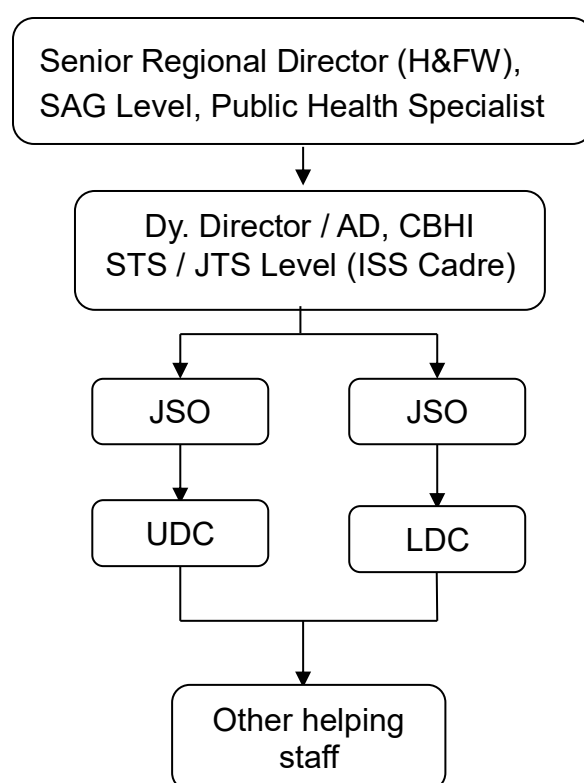 Senior Regional Director (H&FW),
SAG Level, Public Health Specialist
Dy. Director / AD, CBHI
STS / JTS Level (ISS Cadre)
JSO
JSO
UDC
LDC
Other helping
staff